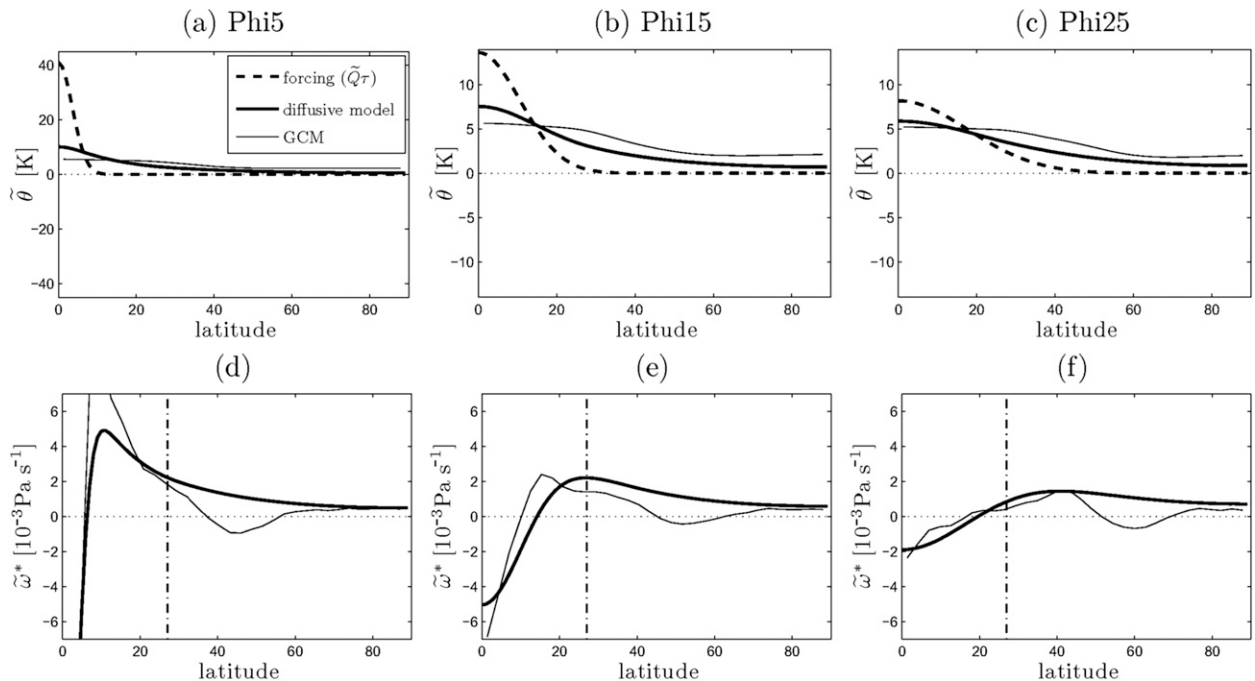 (a) Phi5
(b) Phi15
(c) Phi25
40
20
0
−20
−40
θ̃ [K]
forcing (Q̃τ)
diffusive model
GCM
0 20 40 60 80
latitude
10
5
0
−5
−10
θ̃ [K]
0 20 40 60 80
latitude
10
5
0
−5
−10
θ̃ [K]
0 20 40 60 80
latitude
(d)
(e)
(f)
6
4
2
0
−2
−4
−6
ω̃* [10⁻³Pa s⁻¹]
0 20 40 60 80
latitude
6
4
2
0
−2
−4
−6
ω̃* [10⁻³Pa s⁻¹]
0 20 40 60 80
latitude
6
4
2
0
−2
−4
−6
ω̃* [10⁻³Pa s⁻¹]
0 20 40 60 80
latitude